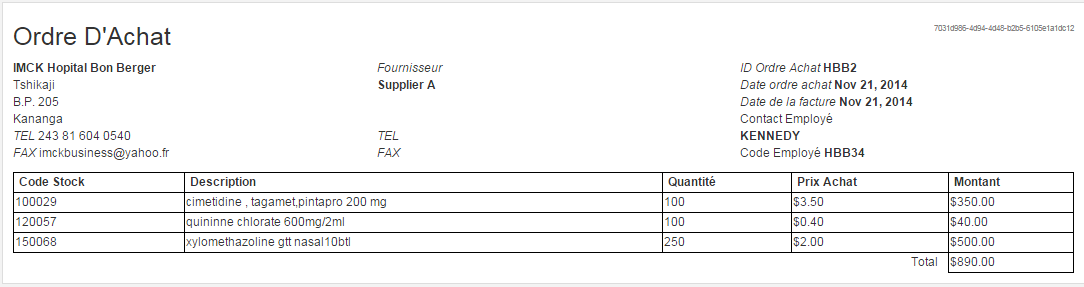 Ordre D'Achat
7031d986-4d94-4d48-b2b5-6105e1a1dc12
IMCK Hopital Bon Berger
Tshikaji
B.P. 205
Kananga
TEL 243 81 604 0540
FAX imckbusiness@yahoo.fr
Fournisseur
Supplier A
TEL
FAX
ID Ordre Achat HBB2
Date ordre achat Nov 21, 2014
Date de la facture Nov 21, 2014
Contact Employé
KENNEDY
Code Employé HBB34
Code Stock Description Quantité Prix Achat Montant
100029 cimetidine , tagamet,pintapro 200 mg 100 $3.50 $350.00
120057 quininne chlorate 600mg/2ml 100 $0.40 $40.00
150068 xylomethazoline gtt nasal10btl 250 $2.00 $500.00
Total $890.00